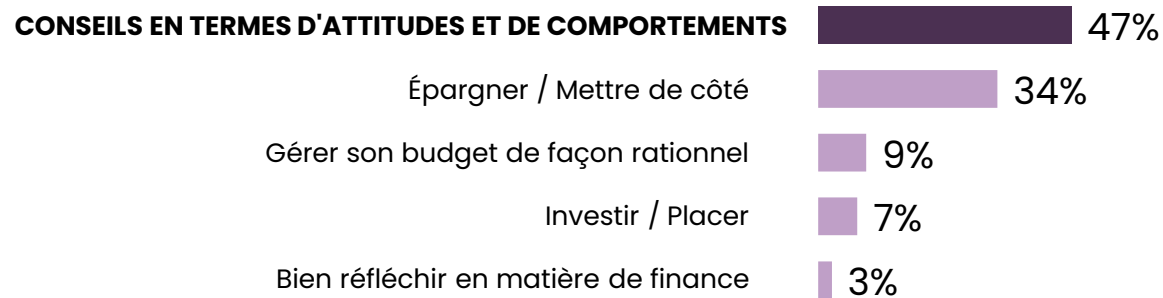 CONSEILS EN TERMES D'ATTITUDES ET DE COMPORTEMENTS 47%
Épargner / Mettre de côté 34%
Gérer son budget de façon rationnel 9%
Investir / Placer 7%
Bien réfléchir en matière de finance 3%